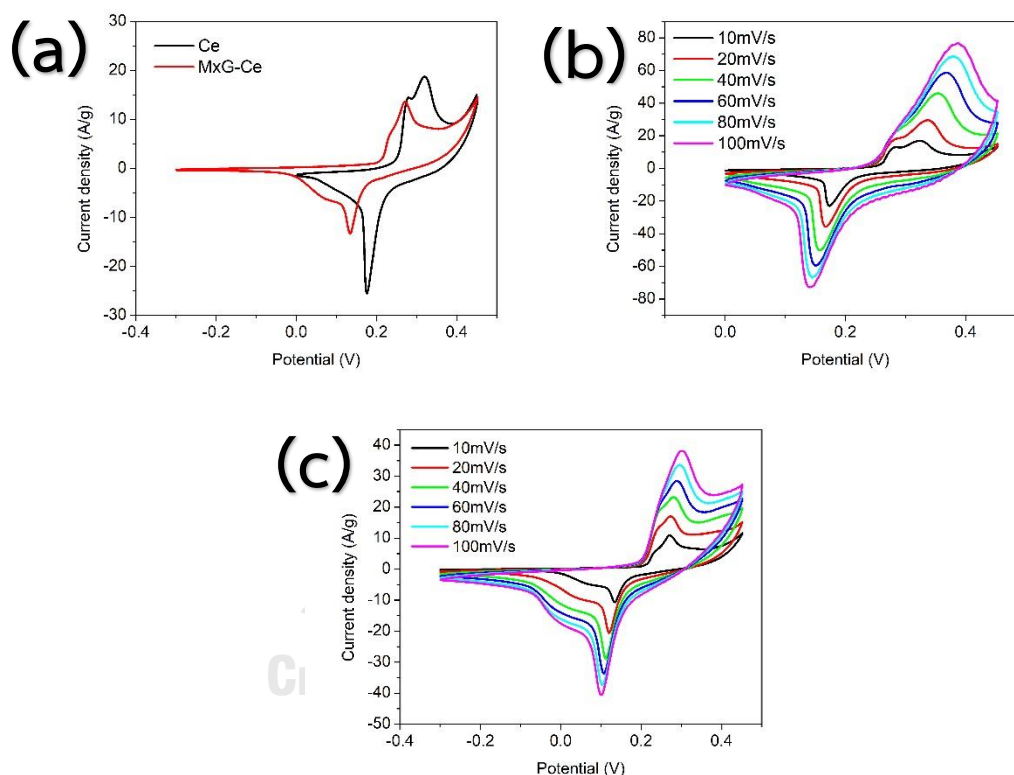 (a)
30
20
10
0
-10
-20
-30
Current density (A/g)
Ce
MxG-Ce
-0.4 -0.2 0.0 0.2 0.4
Potential (V)
(b)
80
60
40
20
0
-20
-40
-60
-80
Current density (A/g)
10mV/s
20mV/s
40mV/s
60mV/s
80mV/s
100mV/s
0.0 0.2 0.4
Potential (V)
(c)
40
30
20
10
0
-10
-20
-30
-40
-50
Current density (A/g)
10mV/s
20mV/s
40mV/s
60mV/s
80mV/s
100mV/s
-0.4 -0.2 0.0 0.2 0.4
Potential (V)